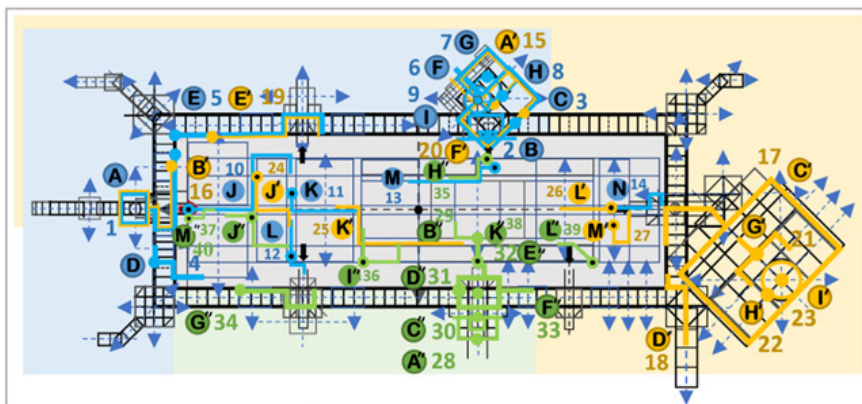 7 G A' 15
6 F H 8
E 5 E' 19 9 C 3
I
20 F' 2 B
B' 10 24 H"
A 16 J J' K 11 M 13 35 26 L' N 14 17 C'
1 M" 37 J" L 25 K' 29 B" K" 38 L" 39 M' G' 21
D 4 40 12 I" 36 32 E" 27
D" 31 I'
G" 34 F" H' 23
C" 30 33 D' 22
A" 28 18